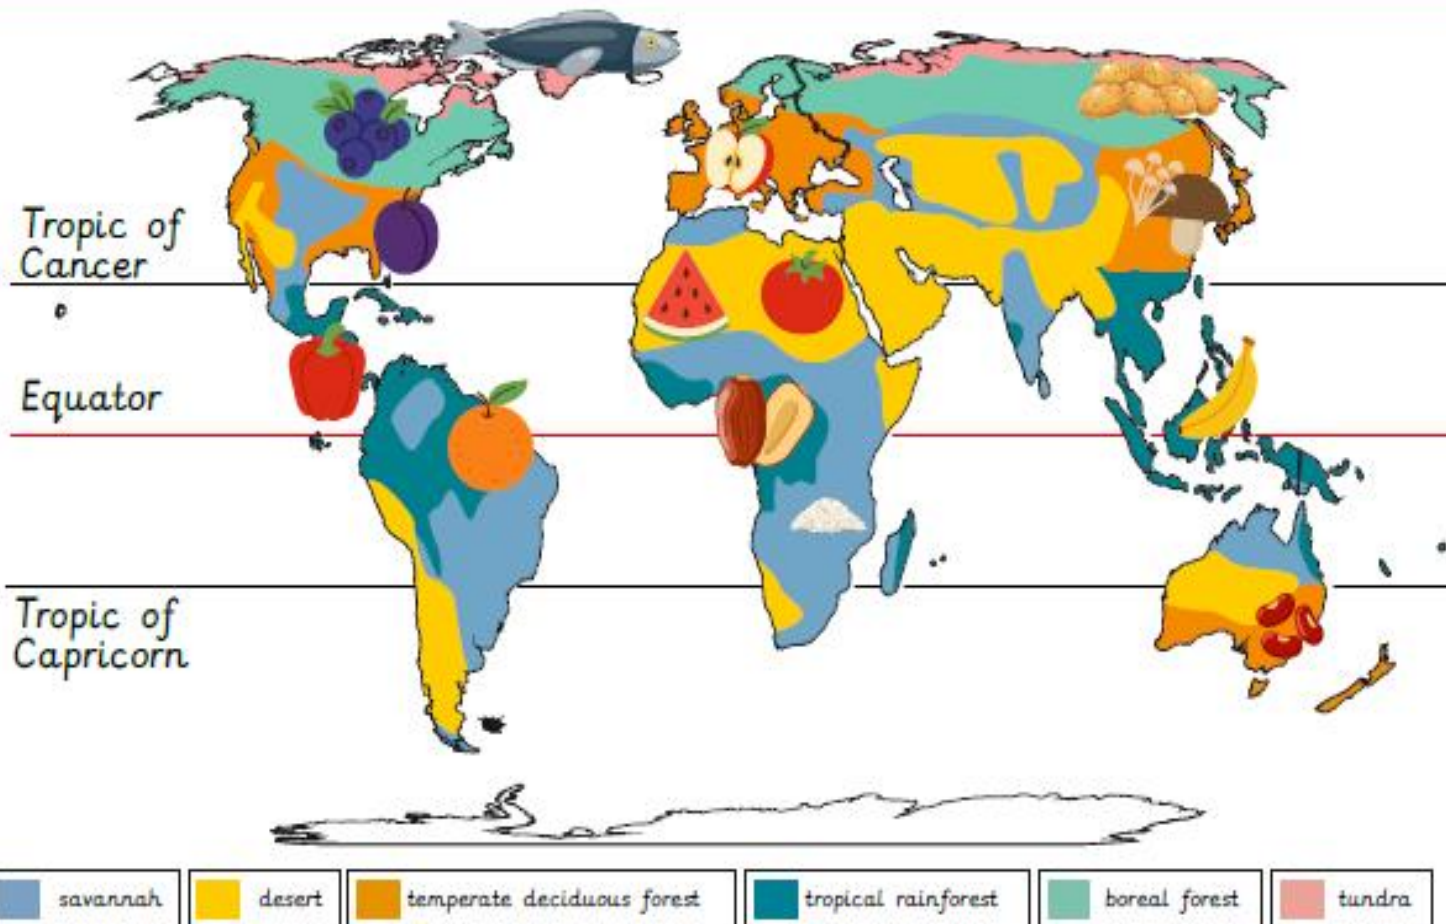 Tropic of
Cancer
Equator
Tropic of
Capricorn
savannah
desert
temperate deciduous forest
tropical rainforest
boreal forest
tundra